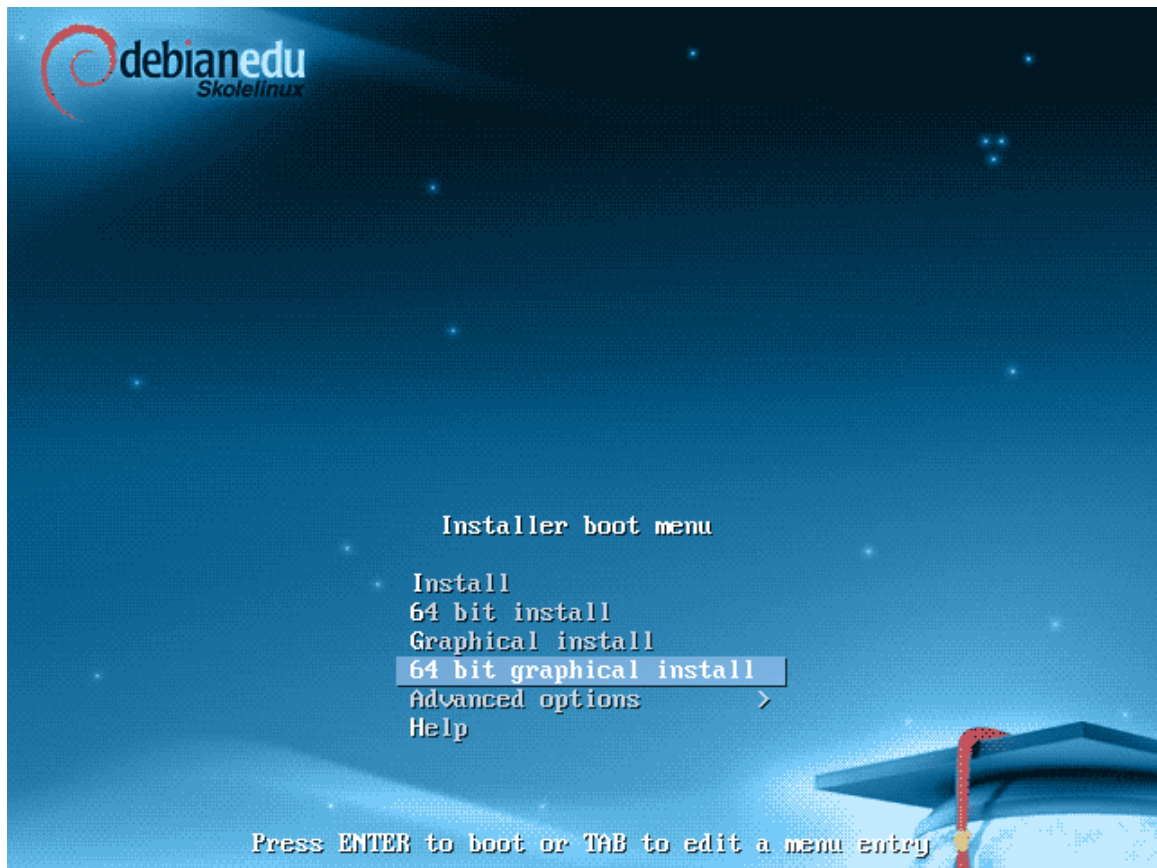 debianedu
Skolelinux
Installer boot menu
Install
64 bit install
Graphical install
64 bit graphical install
Advanced options >
Help
Press ENTER to boot or TAB to edit a menu entry